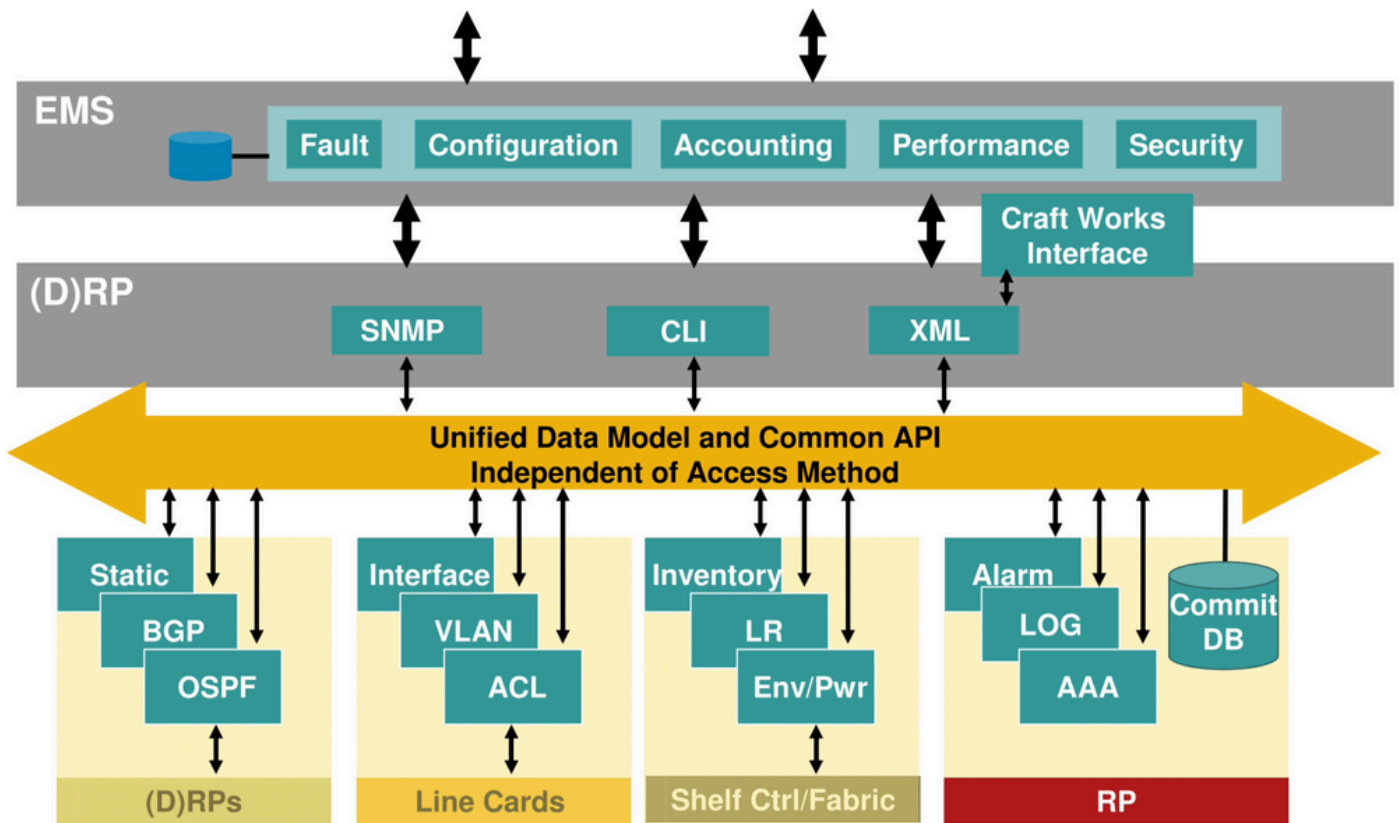 EMS
Fault
Configuration
Accounting
Performance
Security
Craft Works
Interface
(D)RP
SNMP
CLI
XML
Unified Data Model and Common API
Independent of Access Method
Static
BGP
OSPF
(D)RPs
Interface
VLAN
ACL
Line Cards
Inventory
LR
Env/Pwr
Shelf Ctrl/Fabric
Alarm
LOG
AAA
Commit
DB
RP